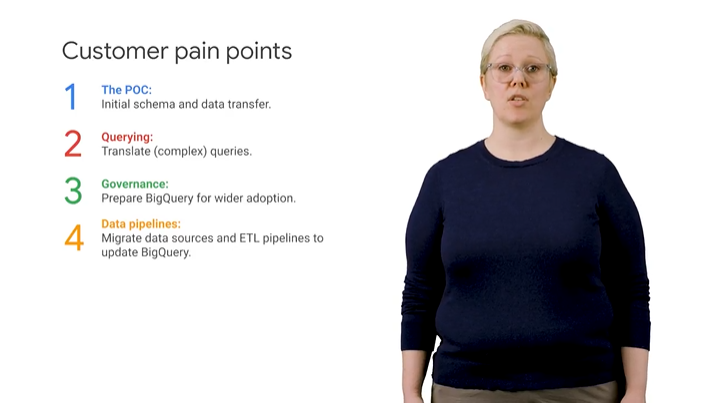 Customer pain points
1
The POC:
Initial schema and data transfer.
2
Querying:
Translate (complex) queries.
3
Governance:
Prepare BigQuery for wider adoption.
4
Data pipelines:
Migrate data sources and ETL pipelines to
update BigQuery.